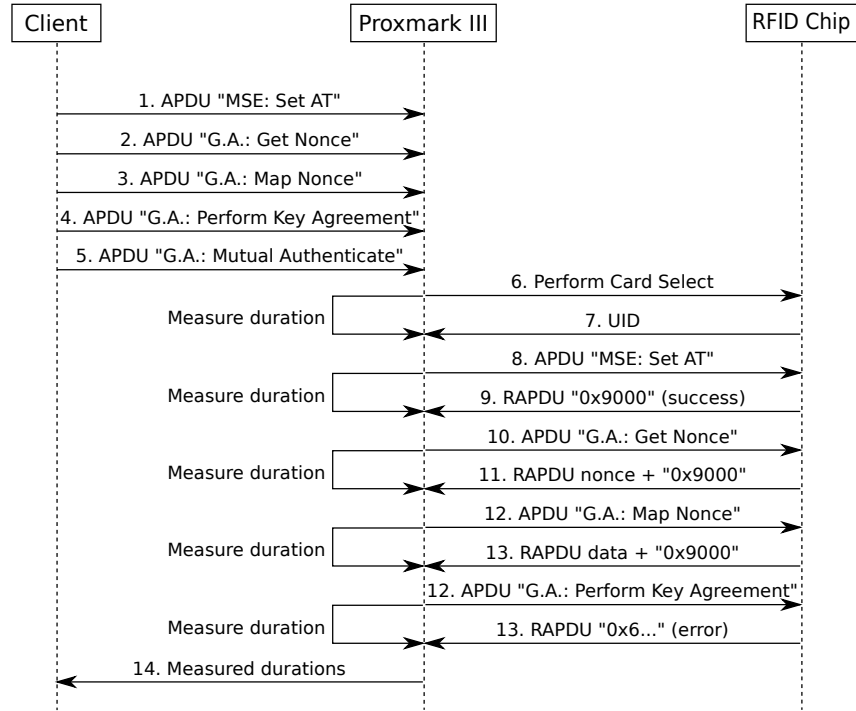 Client
Proxmark III
RFID Chip
1. APDU "MSE: Set AT"
2. APDU "G.A.: Get Nonce"
3. APDU "G.A.: Map Nonce"
4. APDU "G.A.: Perform Key Agreement"
5. APDU "G.A.: Mutual Authenticate"
6. Perform Card Select
Measure duration
7. UID
8. APDU "MSE: Set AT"
Measure duration
9. RAPDU "0x9000" (success)
10. APDU "G.A.: Get Nonce"
Measure duration
11. RAPDU nonce + "0x9000"
12. APDU "G.A.: Map Nonce"
Measure duration
13. RAPDU data + "0x9000"
12. APDU "G.A.: Perform Key Agreement"
Measure duration
13. RAPDU "0x6..." (error)
14. Measured durations